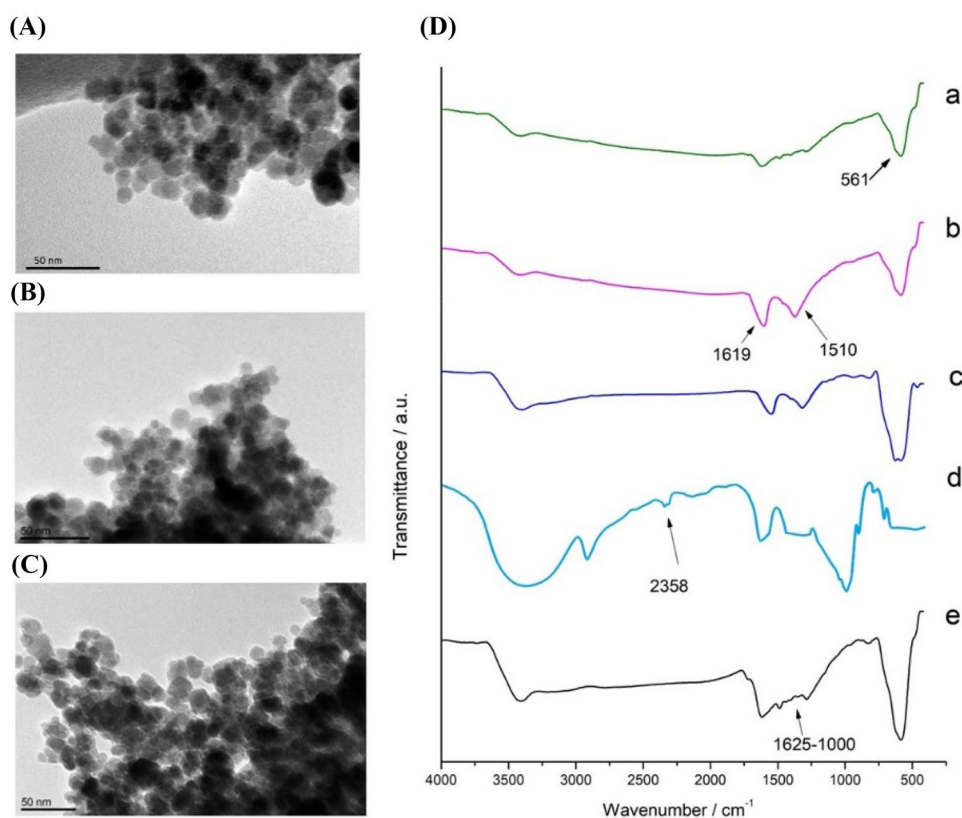 (A)
50 nm
(B)
50 nm
(C)
50 nm
(D)
a
561
b
1619
1510
c
d
2358
e
1625-1000
4000 3500 3000 2500 2000 1500 1000 500
Wavenumber / cm⁻¹
Transmittance / a.u.